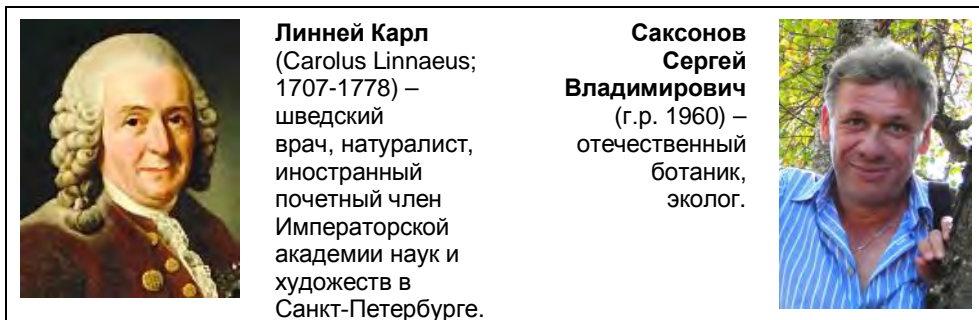 Линней Карл
(Carolus Linnaeus;
1707-1778) –
шведский
врач, натуралист,
иностранный
почетный член
Императорской
академии наук и
художеств в
Санкт-Петербурге.
Саксонов
Сергей
Владимирович
(г.р. 1960) –
отечественный
ботаник,
эколог.